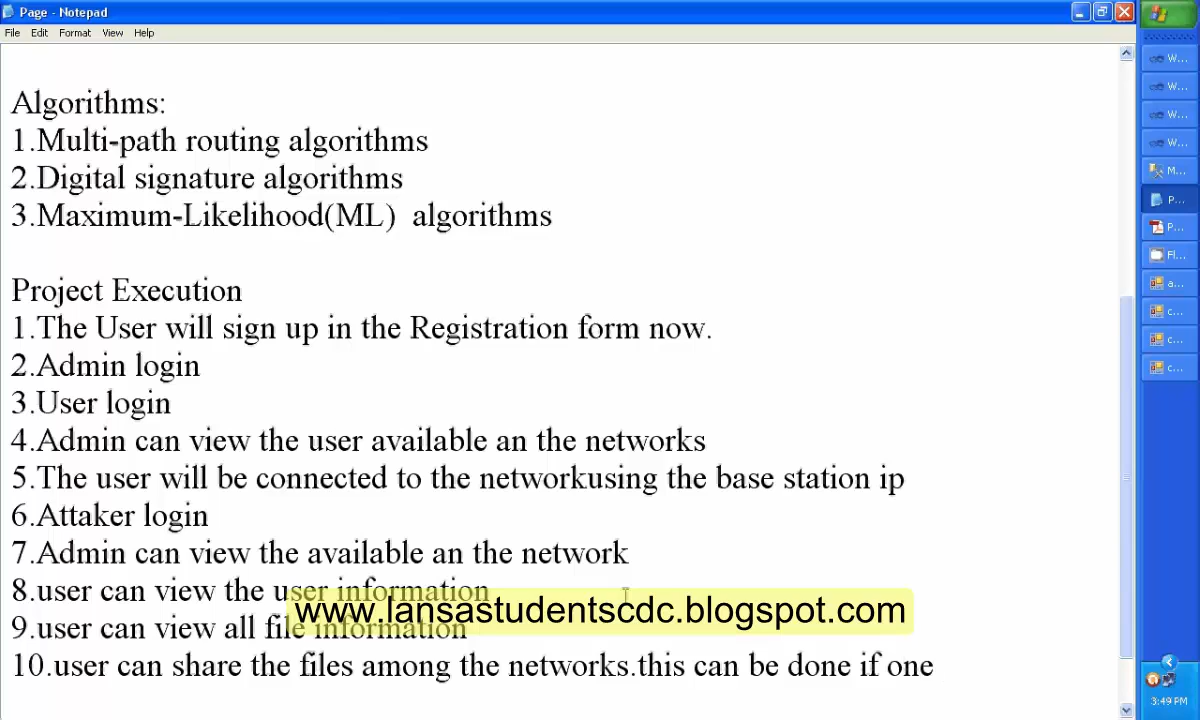 Page - Notepad
File Edit Format View Help
Algorithms:
1.Multi-path routing algorithms
2.Digital signature algorithms
3.Maximum-Likelihood(ML)  algorithms
Project Execution
1.The User will sign up in the Registration form now.
2.Admin login
3.User login
4.Admin can view the user available an the networks
5.The user will be connected to the networkusing the base station ip
6.Attaker login
7.Admin can view the available an the network
8.user can view the user information
www.lansastudentscdc.blogspot.com
9.user can view all file information
10.user can share the files among the networks.this can be done if one
W...
W...
W...
W...
M...
P...
P...
Fl...
a...
c...
c...
c...
3:49 PM